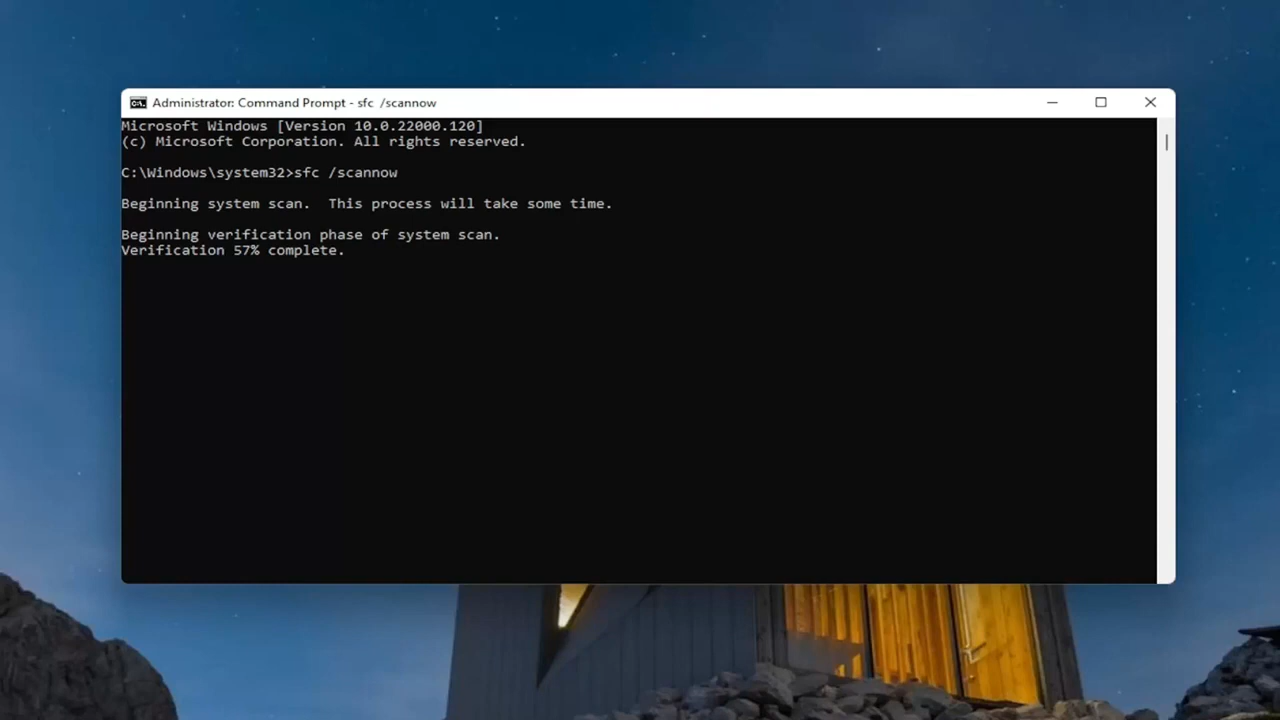 Administrator: Command Prompt - sfc  /scannow
Microsoft Windows [Version 10.0.22000.120]
(c) Microsoft Corporation. All rights reserved.
C:\Windows\system32>sfc /scannow
Beginning system scan.  This process will take some time.
Beginning verification phase of system scan.
Verification 57% complete.